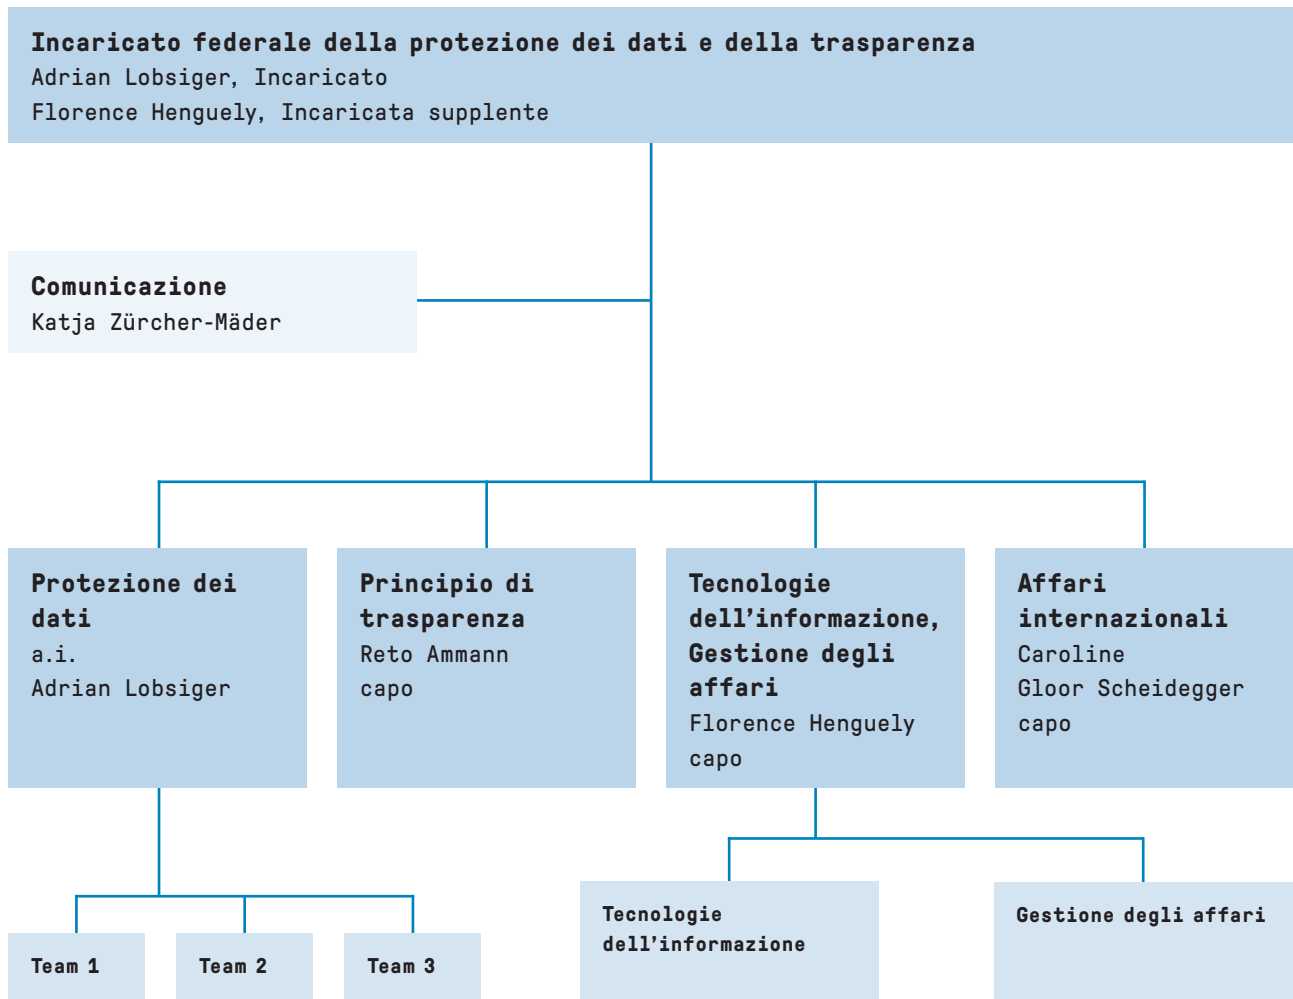 Incaricato federale della protezione dei dati e della trasparenza
Adrian Lobsiger, Incaricato
Florence Henguely, Incaricata supplente
Comunicazione
Katja Zürcher-Mäder
Protezione dei
dati
a.i.
Adrian Lobsiger
Principio di
trasparenza
Reto Ammann
capo
Tecnologie
dell’informazione,
Gestione degli
affari
Florence Henguely
capo
Affari
internazionali
Caroline
Gloor Scheidegger
capo
Team 1
Team 2
Team 3
Tecnologie
dell’informazione
Gestione degli affari